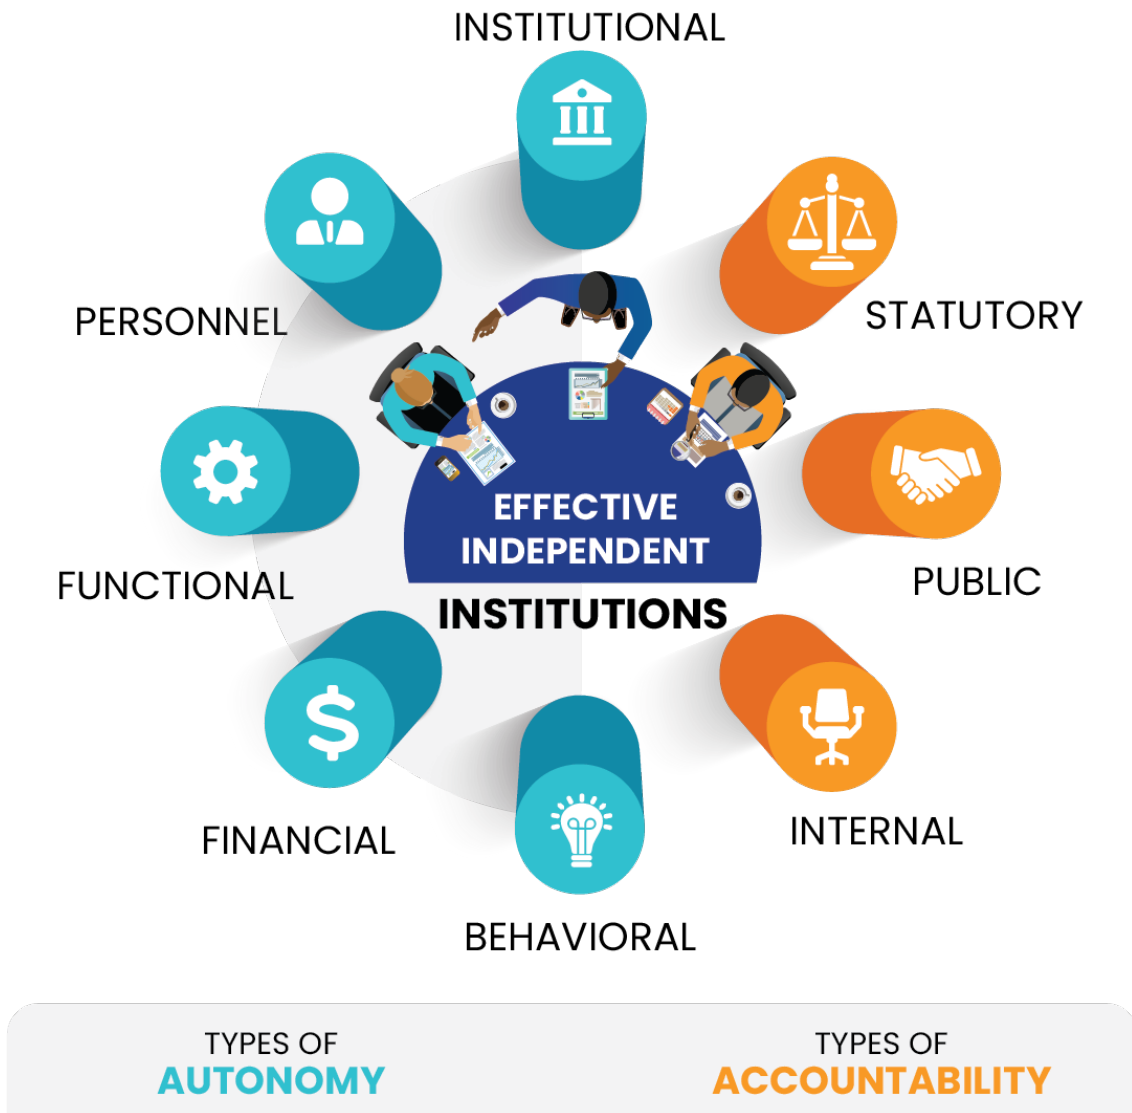 INSTITUTIONAL
PERSONNEL
STATUTORY
EFFECTIVE
INDEPENDENT
INSTITUTIONS
FUNCTIONAL
PUBLIC
$
FINANCIAL
INTERNAL
BEHAVIORAL
TYPES OF
AUTONOMY
TYPES OF
ACCOUNTABILITY